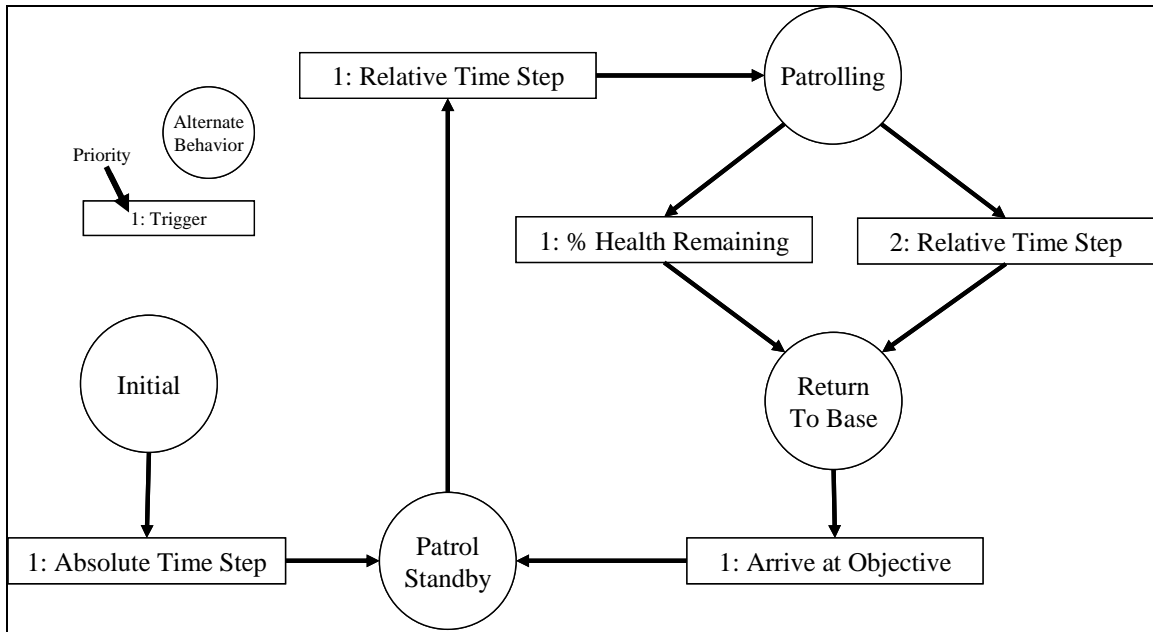 1: Relative Time Step
Patrolling
Alternate
Behavior
Priority
1: Trigger
1: % Health Remaining
2: Relative Time Step
Initial
Return
To Base
1: Absolute Time Step
Patrol
Standby
1: Arrive at Objective